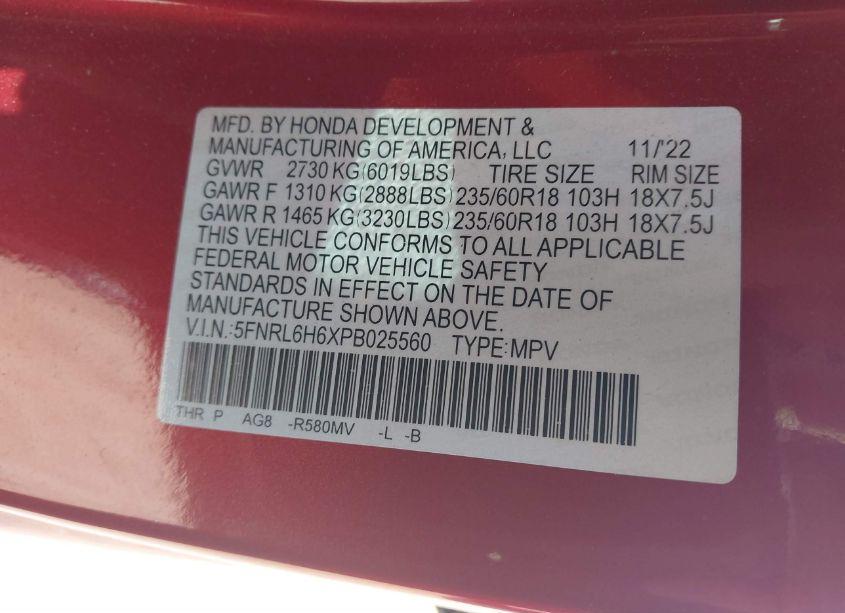 MFD. BY HONDA DEVELOPMENT &
MANUFACTURING OF AMERICA, LLC 11/'22
GVWR 2730 KG(6019LBS) TIRE SIZE RIM SIZE
GAWR F 1310 KG(2888LBS) 235/60R18 103H 18X7.5J
GAWR R 1465 KG(3230LBS) 235/60R18 103H 18X7.5J
THIS VEHICLE CONFORMS TO ALL APPLICABLE
FEDERAL MOTOR VEHICLE SAFETY
STANDARDS IN EFFECT ON THE DATE OF
MANUFACTURE SHOWN ABOVE.
V.I.N.:5FNRL6H6XPB025560 TYPE:MPV
THR P AG8 -R580MV -L -B